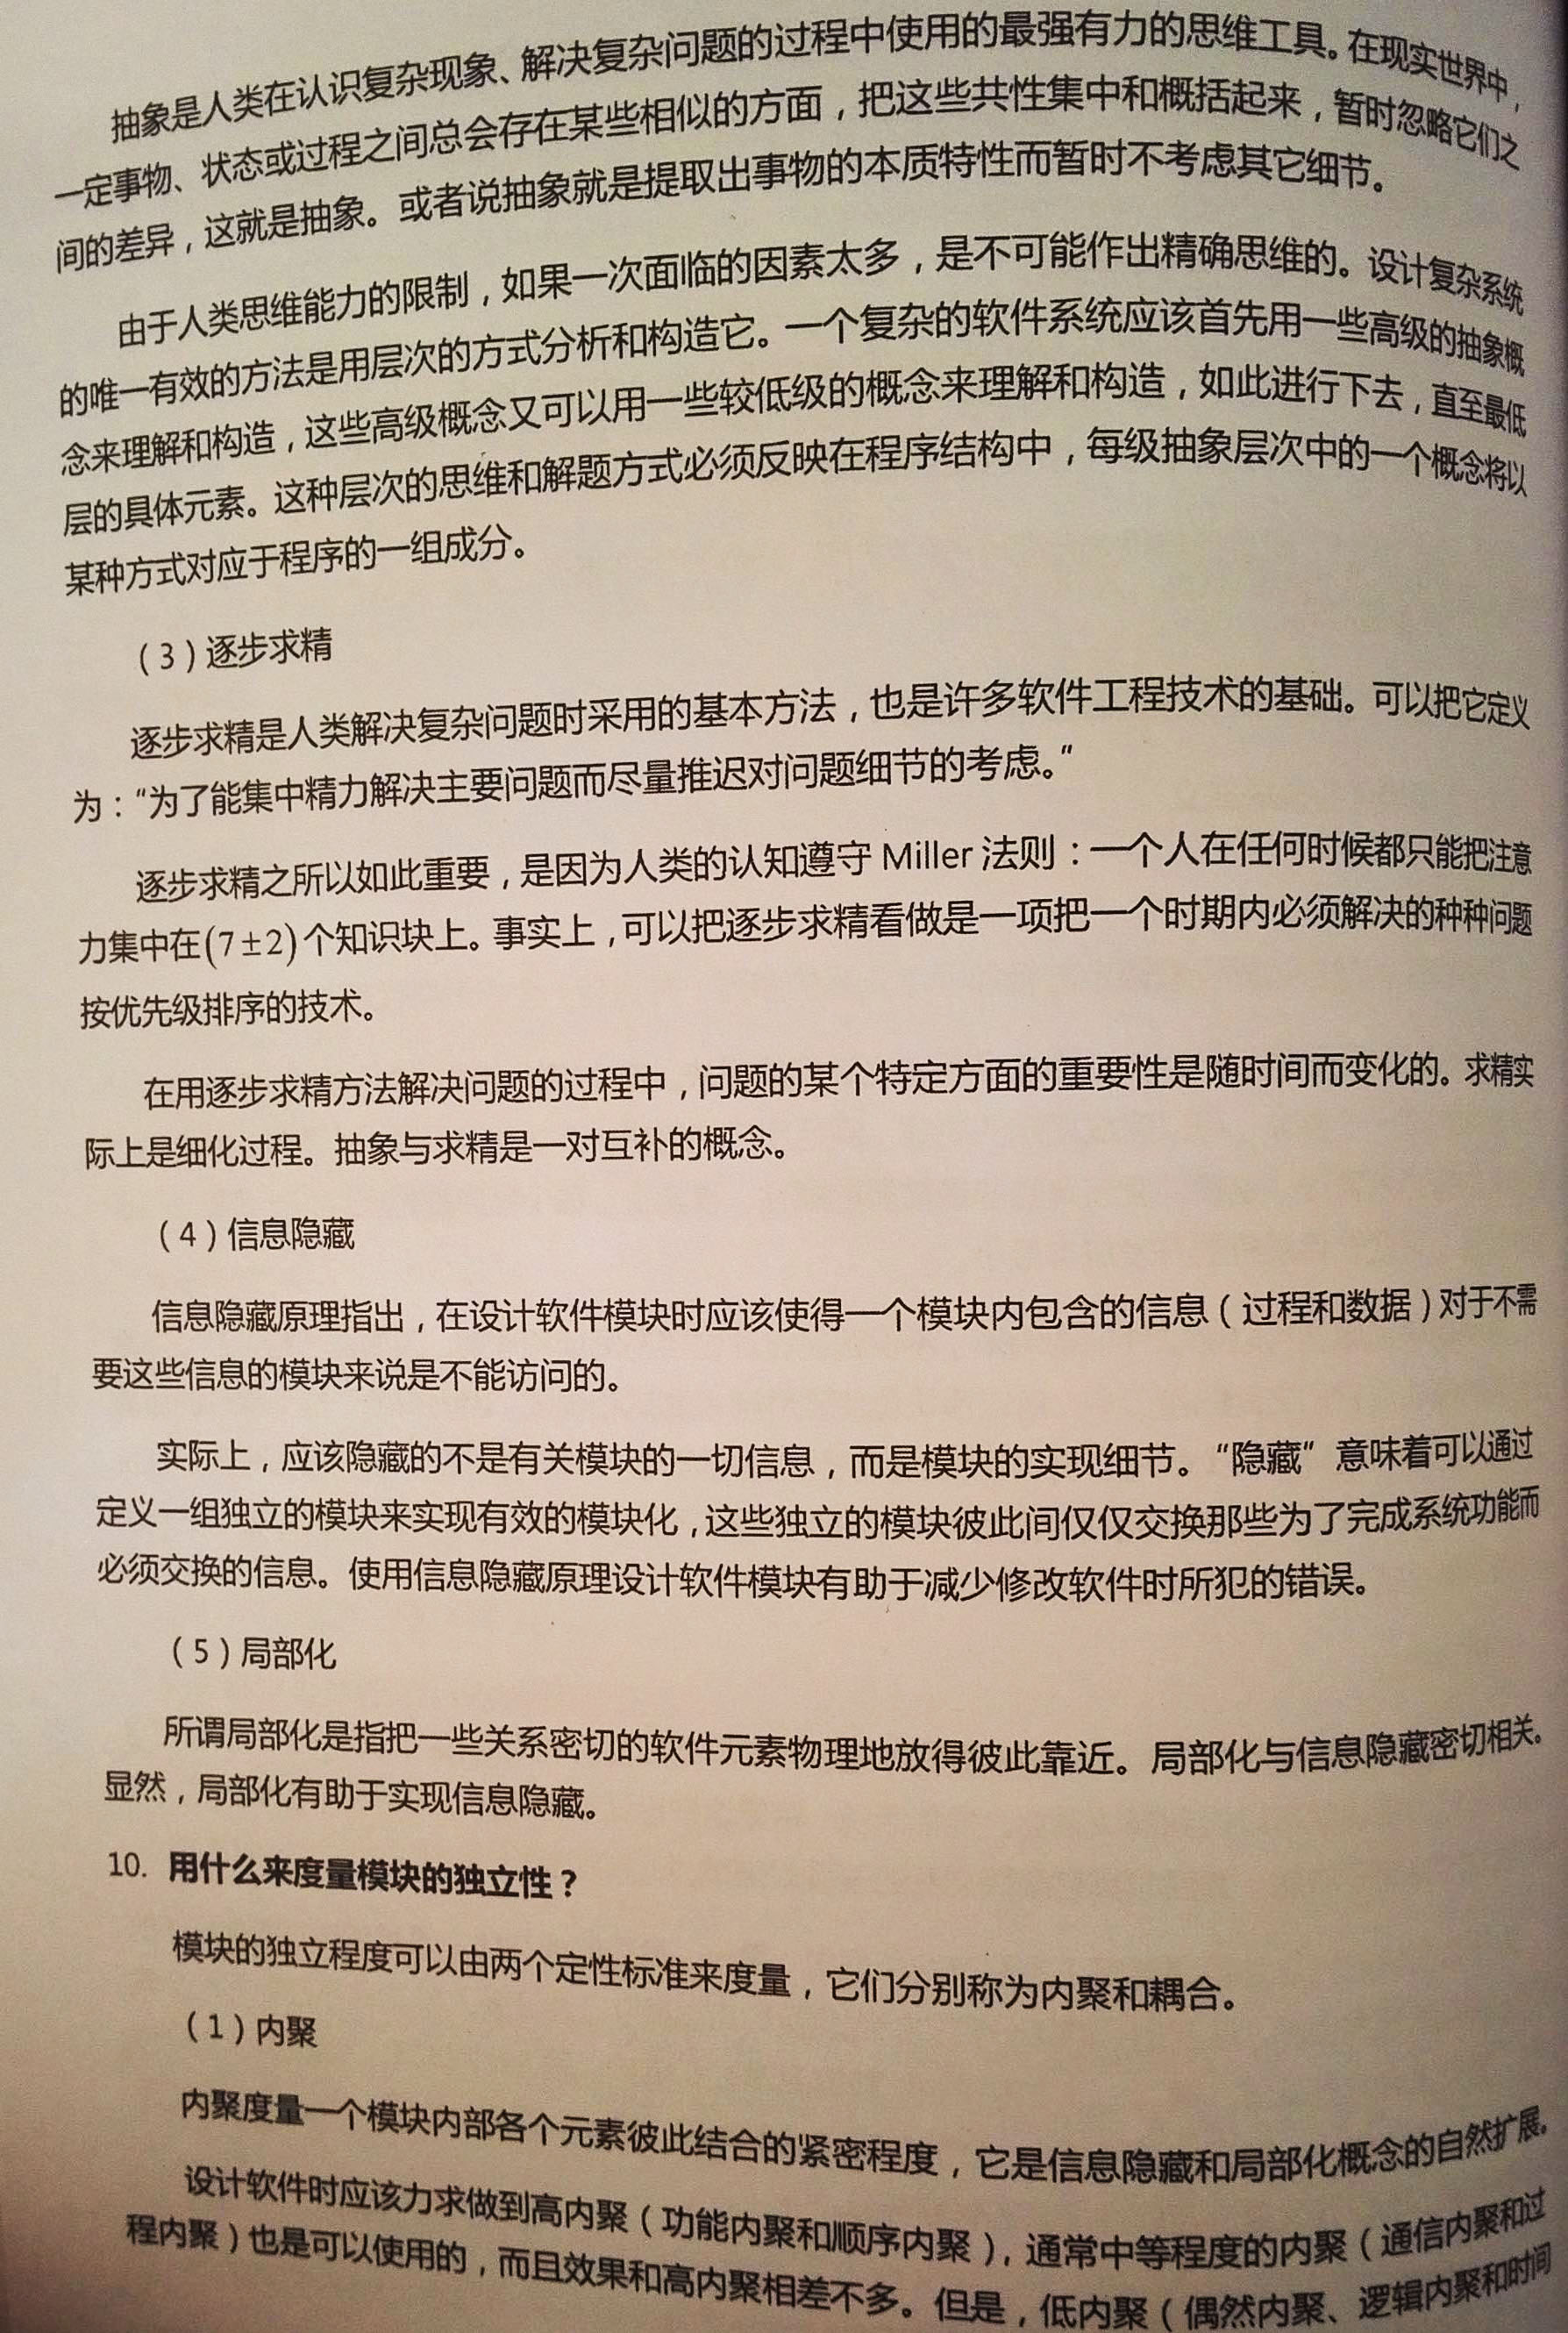 抽象是人类在认识复杂现象、解决复杂问题的过程中使用的最强有力的思维工具。在现实世界中，
一定事物、状态或过程之间总会存在某些相似的方面，把这些共性集中和概括起来，暂时忽略它们之
间的差异，这就是抽象。或者说抽象就是提取出事物的本质特性而暂时不考虑其它细节。
由于人类思维能力的限制，如果一次面临的因素太多，是不可能作出精确思维的。设计复杂系统
的唯一有效的方法是用层次的方式分析和构造它。一个复杂的软件系统应该首先用一些高级的抽象概
念来理解和构造，这些高级概念又可以用一些较低级的概念来理解和构造，如此进行下去，直至最低
层的具体元素。这种层次的思维和解题方式必须反映在程序结构中，每级抽象层次中的一个概念将以
某种方式对应于程序的一组成分。
（3）逐步求精
逐步求精是人类解决复杂问题时采用的基本方法，也是许多软件工程技术的基础。可以把它定义
为：“为了能集中精力解决主要问题而尽量推迟对问题细节的考虑。”
逐步求精之所以如此重要，是因为人类的认知遵守 Miller 法则：一个人在任何时候都只能把注意
力集中在(7±2)个知识块上。事实上，可以把逐步求精看做是一项把一个时期内必须解决的种种问题
按优先级排序的技术。
在用逐步求精方法解决问题的过程中，问题的某个特定方面的重要性是随时间而变化的。求精实
际上是细化过程。抽象与求精是一对互补的概念。
（4）信息隐藏
信息隐藏原理指出，在设计软件模块时应该使得一个模块内包含的信息（过程和数据）对于不需
要这些信息的模块来说是不能访问的。
实际上，应该隐藏的不是有关模块的一切信息，而是模块的实现细节。“隐藏”意味着可以通过
定义一组独立的模块来实现有效的模块化，这些独立的模块彼此间仅仅交换那些为了完成系统功能而
必须交换的信息。使用信息隐藏原理设计软件模块有助于减少修改软件时所犯的错误。
（5）局部化
所谓局部化是指把一些关系密切的软件元素物理地放得彼此靠近。局部化与信息隐藏密切相关。
显然，局部化有助于实现信息隐藏。
10. 用什么来度量模块的独立性？
模块的独立程度可以由两个定性标准来度量，它们分别称为内聚和耦合。
（1）内聚
内聚度量一个模块内部各个元素彼此结合的紧密程度，它是信息隐藏和局部化概念的自然扩展。
设计软件时应该力求做到高内聚（功能内聚和顺序内聚），通常中等程度的内聚（通信内聚和过
程内聚）也是可以使用的，而且效果和高内聚相差不多。但是，低内聚（偶然内聚、逻辑内聚和时间